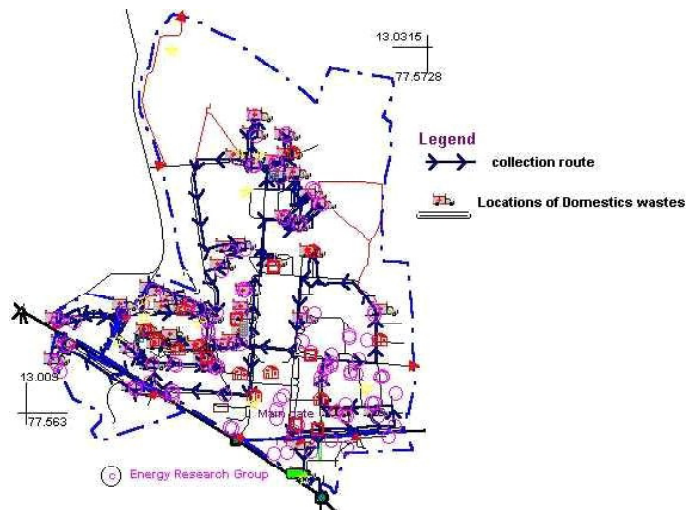 13.0315
77.5728
Legend
collection route
Locations of Domestics wastes
13.009
77.563
Main gate
© Energy Research Group